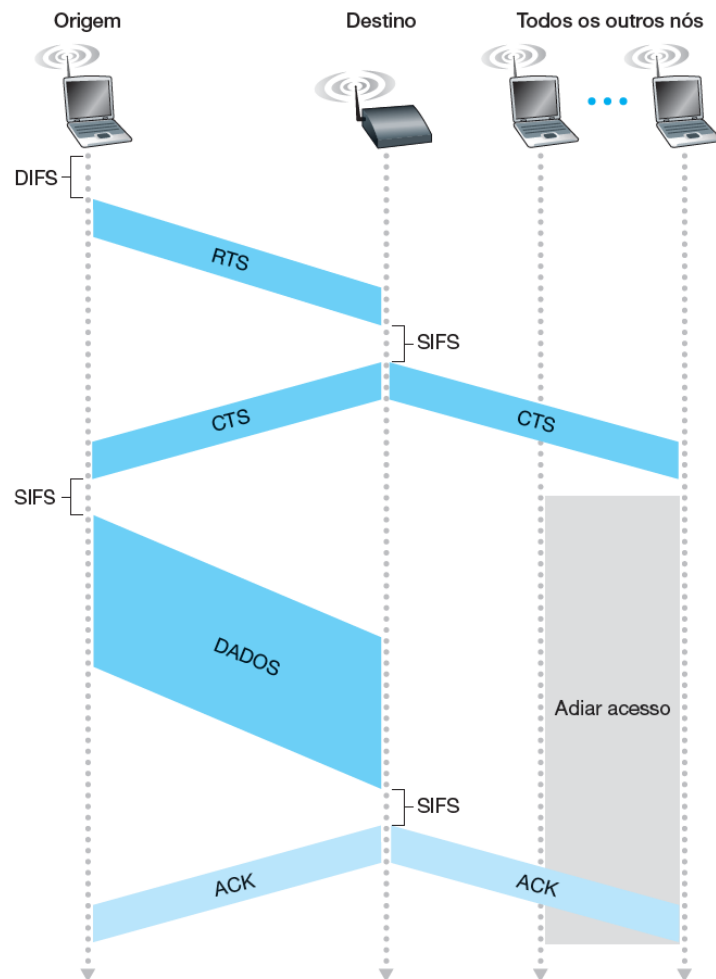 Origem
Destino
Todos os outros nós
DIFS
RTS
SIFS
CTS
CTS
SIFS
DADOS
Adiar acesso
SIFS
ACK
ACK